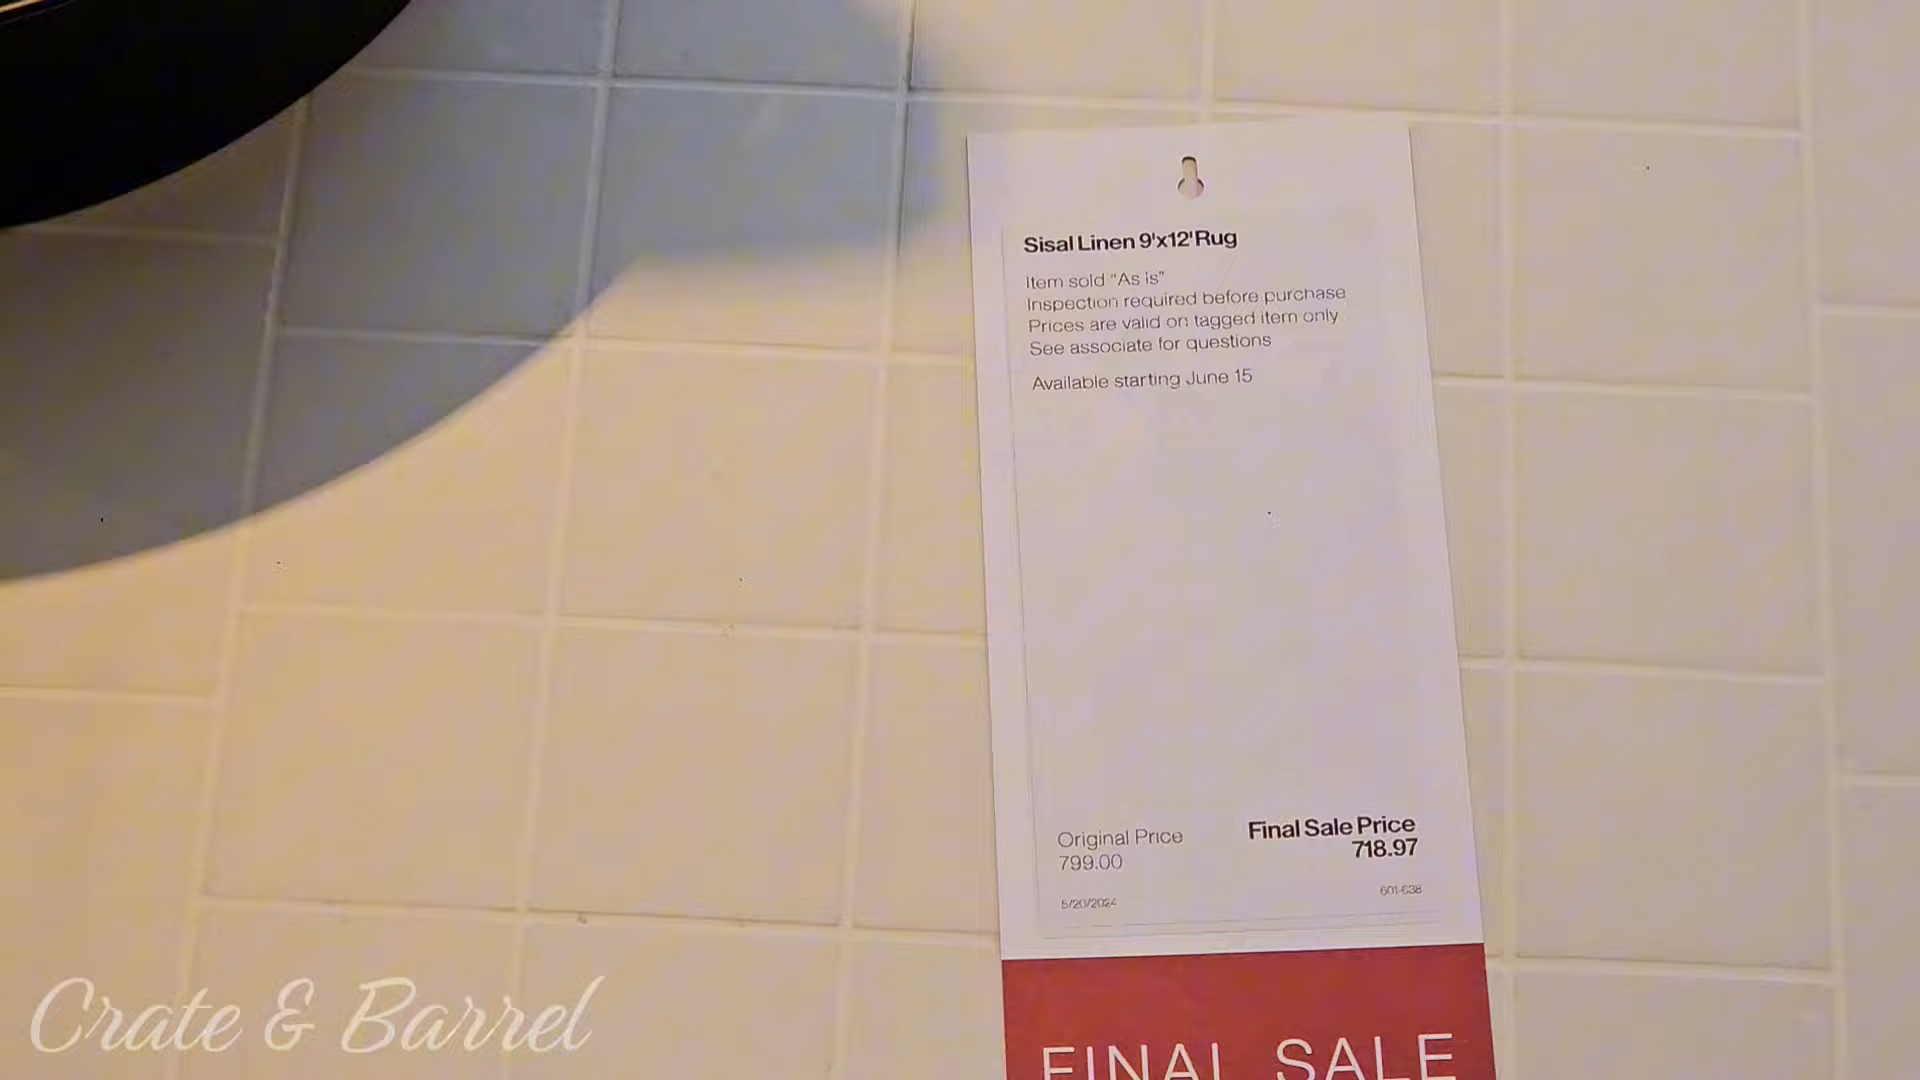 Sisal Linen 9'x12' Rug
Item sold "As is"
Inspection required before purchase
Prices are valid on tagged item only
See associate for questions
Available starting June 15
Original Price
799.00
Final Sale Price
718.97
5/20/2024
601-638
FINAL SALE
Crate & Barrel